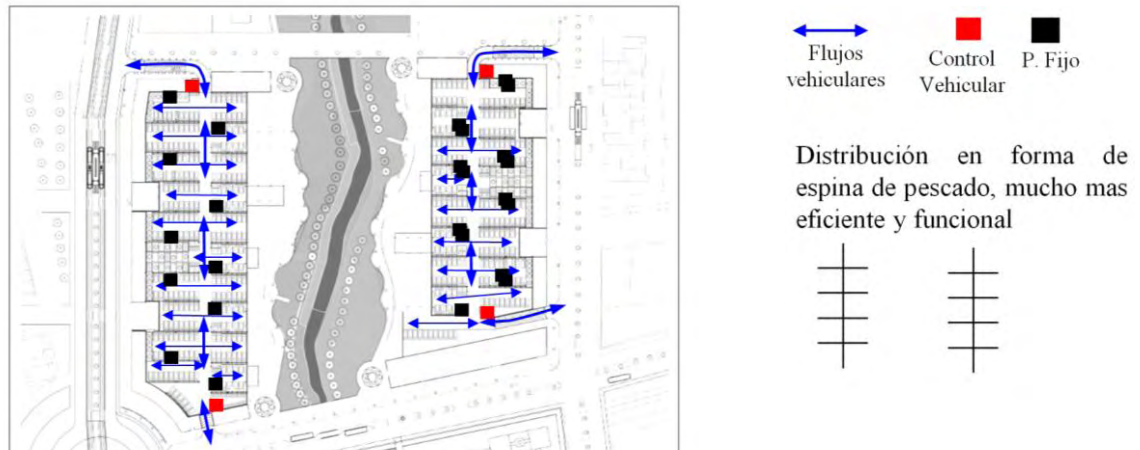 Flujos
vehiculares
Control
Vehicular
P. Fijo
Distribución en forma de
espina de pescado, mucho mas
eficiente y funcional